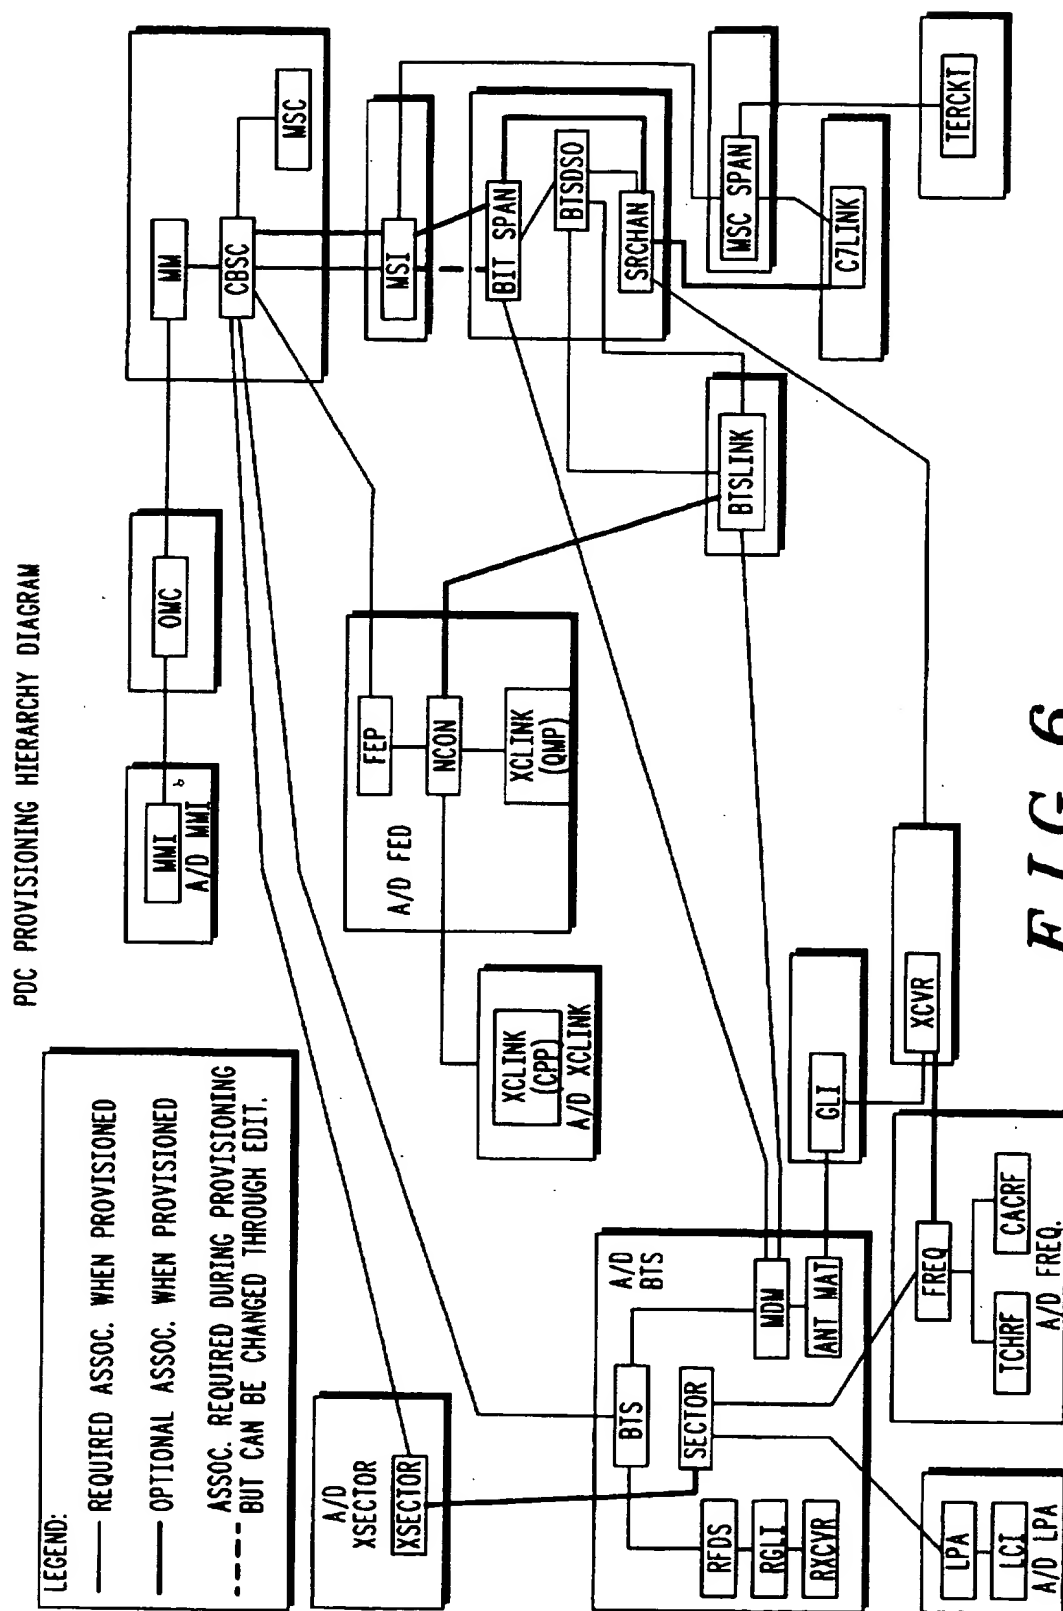 PDC PROVISIONING HIERARCHY DIAGRAM
LEGEND:
REQUIRED ASSOC. WHEN PROVISIONED
OPTIONAL ASSOC. WHEN PROVISIONED
ASSOC. REQUIRED DURING PROVISIONING
BUT CAN BE CHANGED THROUGH EDIT.
MMI
A/D MMI
OMC
MM
CBSC
MSC
A/D
XSECTOR
XSECTOR
A/D FED
FEP
NCON
XCLINK
(QMP)
XCLINK
(CPP)
A/D XCLINK
MSI
BIT SPAN
BTSDSO
SRCHAN
BTSLINK
MSC SPAN
C7LINK
TERCKT
A/D
BTS
BTS
SECTOR
MDM
ANT MAT
RFDS
RGLI
RXCVR
GLI
XCVR
FREQ
TCHRF
CACRF
A/D FREQ.
LPA
LCI
A/D LPA
FIG 6